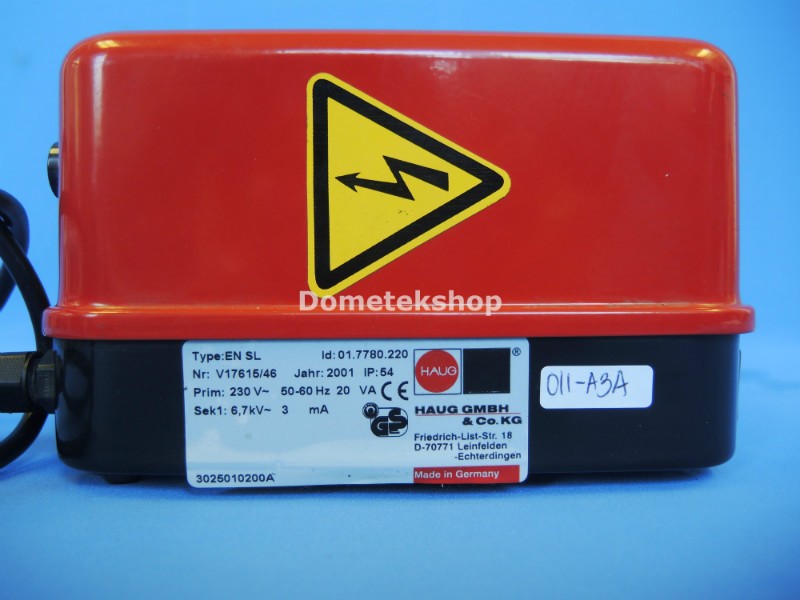 Dometekshop
Type:EN SL Id: 01.7780.220
Nr: V17615/46 Jahr: 2001 IP:54
Prim: 230 V~ 50-60 Hz 20 VA CE
Sek1: 6,7kV~ 3 mA
GS
3025010200A
HAUG ®
HAUG GMBH
& Co. KG
Friedrich-List-Str. 18
D-70771 Leinfelden
-Echterdingen
Made in Germany
011-A3A